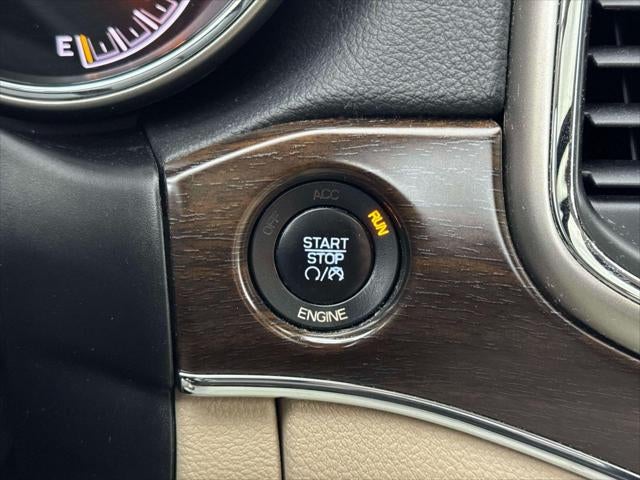 E
ACC
OFF
RUN
START
STOP
ENGINE